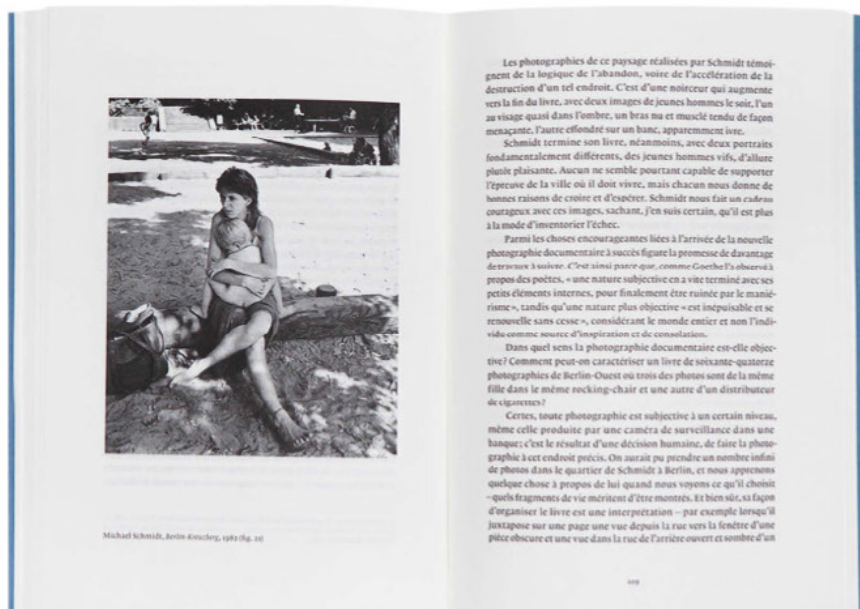 Michael Schmidt, Berlin-Kreuzberg, 1982 (fig. 21)
Les photographies de ce paysage réalisées par Schmidt témoi-
gnent de la logique de l'abandon, voire de l'accélération de la
destruction d'un tel endroit. C'est d'une noirceur qui augmente
vers la fin du livre, avec deux images de jeunes hommes le soir, l'un
au visage quasi dans l'ombre, un bras nu et musclé tendu de façon
menaçante, l'autre effondré sur un banc, apparemment ivre.
Schmidt termine son livre, néanmoins, avec deux portraits
fondamentalement différents, des jeunes hommes vifs, d'allure
plutôt plaisante. Aucun ne semble pourtant capable de supporter
l'épreuve de la ville où il doit vivre, mais chacun nous donne de
bonnes raisons de croire et d'espérer. Schmidt nous fait un cadeau
courageux avec ces images, sachant, j'en suis certain, qu'il est plus
à la mode d'inventorier l'échec.
Parmi les choses encourageantes liées à l'arrivée de la nouvelle
photographie documentaire à succès figure la promesse de davantage
de travaux à suivre. C'est ainsi parce que, comme Goethe l'a observé à
propos des poètes, « une nature subjective en a vite terminé avec ses
petits éléments internes, pour finalement être ruinée par le manié-
risme », tandis qu'une nature plus objective « est inépuisable et se
renouvelle sans cesse », considérant le monde entier et non l'indi-
vidu comme source d'inspiration et de consolation.
Dans quel sens la photographie documentaire est-elle objec-
tive? Comment peut-on caractériser un livre de soixante-quatorze
photographies de Berlin-Ouest où trois des photos sont de la même
fille dans le même rocking-chair et une autre d'un distributeur
de cigarettes?
Certes, toute photographie est subjective à un certain niveau,
même celle produite par une caméra de surveillance dans une
banque; c'est le résultat d'une décision humaine, de faire la photo-
graphie à cet endroit précis. On aurait pu prendre un nombre infini
de photos dans le quartier de Schmidt à Berlin, et nous apprenons
quelque chose à propos de lui quand nous voyons ce qu'il choisit
– quels fragments de vie méritent d'être montrés. Et bien sûr, sa façon
d'organiser le livre est une interprétation – par exemple lorsqu'il
juxtapose sur une page une vue depuis la rue vers la fenêtre d'une
pièce obscure et une vue dans la rue de l'arrière ouvert et sombre d'un